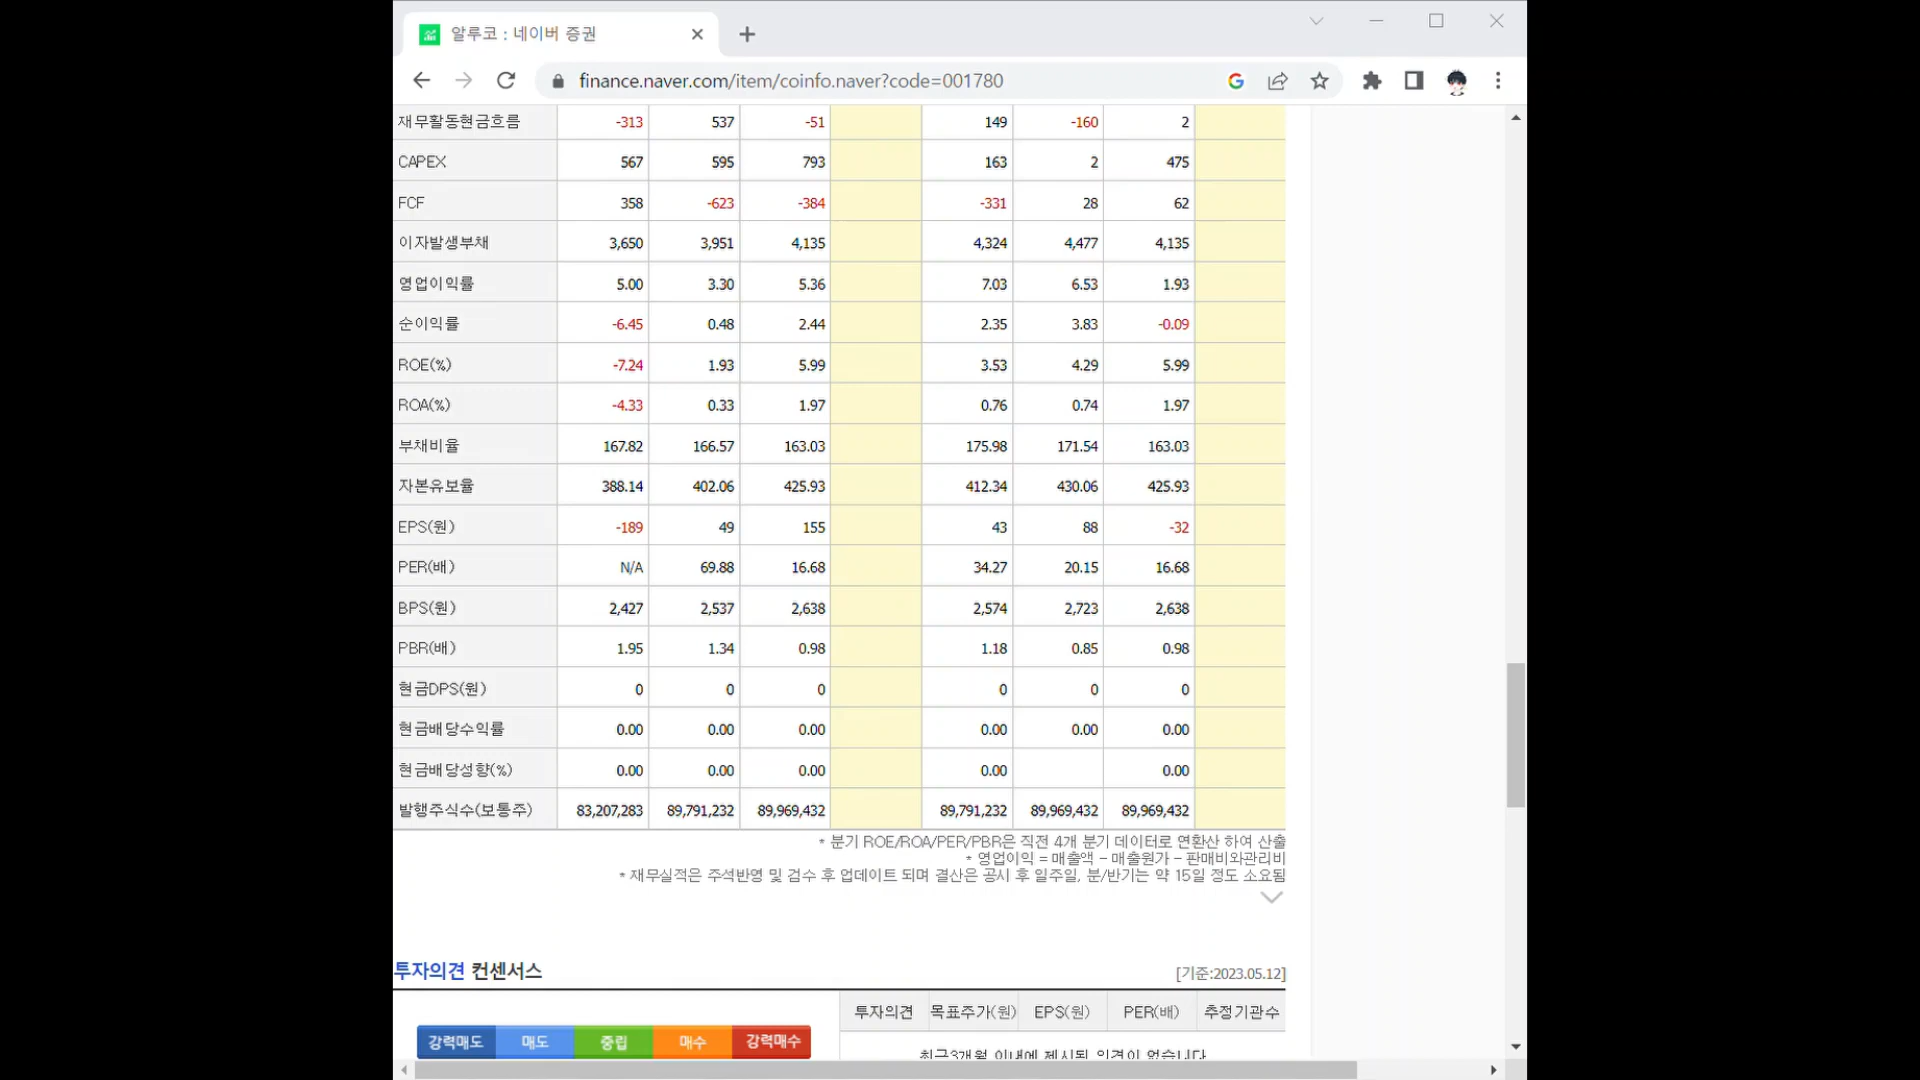 알루코 : 네이버 증권
finance.naver.com/item/coinfo.naver?code=001780
재무활동현금흐름 -313 537 -51 149 -160 2
CAPEX 567 595 793 163 2 475
FCF 358 -623 -384 -331 28 62
이자발생부채 3,650 3,951 4,135 4,324 4,477 4,135
영업이익률 5.00 3.30 5.36 7.03 6.53 1.93
순이익률 -6.45 0.48 2.44 2.35 3.83 -0.09
ROE(%) -7.24 1.93 5.99 3.53 4.29 5.99
ROA(%) -4.33 0.33 1.97 0.76 0.74 1.97
부채비율 167.82 166.57 163.03 175.98 171.54 163.03
자본유보율 388.14 402.06 425.93 412.34 430.06 425.93
EPS(원) -189 49 155 43 88 -32
PER(배) N/A 69.88 16.68 34.27 20.15 16.68
BPS(원) 2,427 2,537 2,638 2,574 2,723 2,638
PBR(배) 1.95 1.34 0.98 1.18 0.85 0.98
현금DPS(원) 0 0 0 0 0 0
현금배당수익률 0.00 0.00 0.00 0.00 0.00 0.00
현금배당성향(%) 0.00 0.00 0.00 0.00 0.00
발행주식수(보통주) 83,207,283 89,791,232 89,969,432 89,791,232 89,969,432 89,969,432
* 분기 ROE/ROA/PER/PBR은 직전 4개 분기 데이터로 연환산 하여 산출
* 영업이익 = 매출액 - 매출원가 - 판매비와관리비
* 재무실적은 주석반영 및 검수 후 업데이트 되며 결산은 공시 후 일주일, 분/반기는 약 15일 정도 소요됨
투자의견 컨센서스 [기준:2023.05.12]
투자의견 목표주가(원) EPS(원) PER(배) 추정기관수
강력매도 매도 중립 매수 강력매수
최근3개월 이내에 제시된 의견이 없습니다